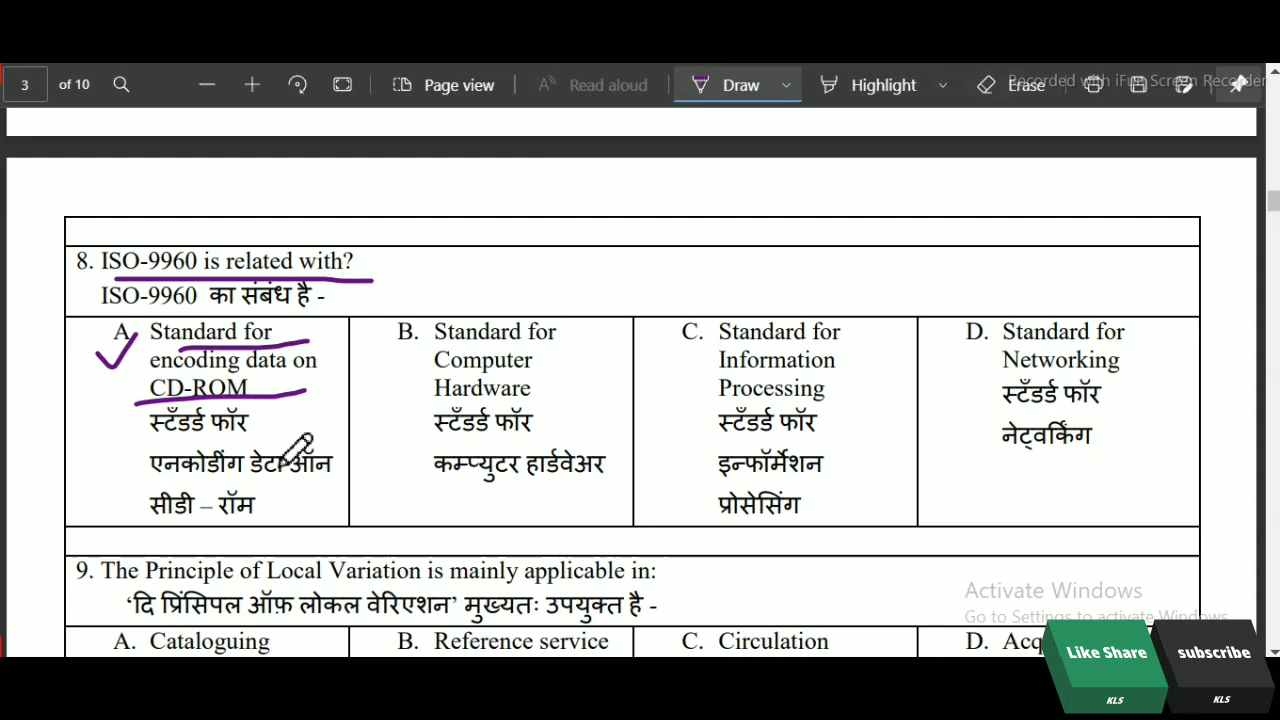 3 of 10 Page view Read aloud Draw Highlight Erase
Recorded with iFun Screen Recorder
8. ISO-9960 is related with?
ISO-9960 का संबंध है -
A. Standard for
encoding data on
CD-ROM
स्टँडर्ड फॉर
एनकोडींग डेटा ऑन
सीडी – रॉम
B. Standard for
Computer
Hardware
स्टँडर्ड फॉर
कम्प्युटर हार्डवेअर
C. Standard for
Information
Processing
स्टँडर्ड फॉर
इन्फॉर्मेशन
प्रोसेसिंग
D. Standard for
Networking
स्टँडर्ड फॉर
नेट्वर्किंग
9. The Principle of Local Variation is mainly applicable in:
‘दि प्रिंसिपल ऑफ़ लोकल वेरिएशन’ मुख्यतः उपयुक्त है -
A. Cataloguing
B. Reference service
C. Circulation
D.
Activate Windows
Go to Settings to activate Windows.
Like Share
KLS
subscribe
KLS